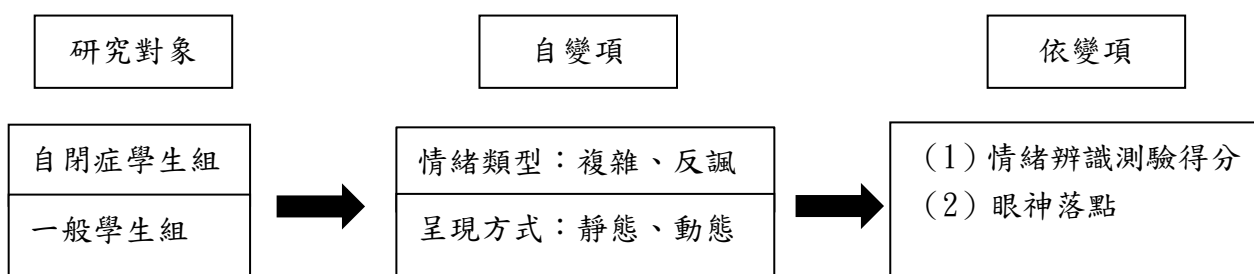 研究對象
自變項
依變項
自閉症學生組
一般學生組
情緒類型：複雜、反諷
呈現方式：靜態、動態
(1)情緒辨識測驗得分
(2)眼神落點